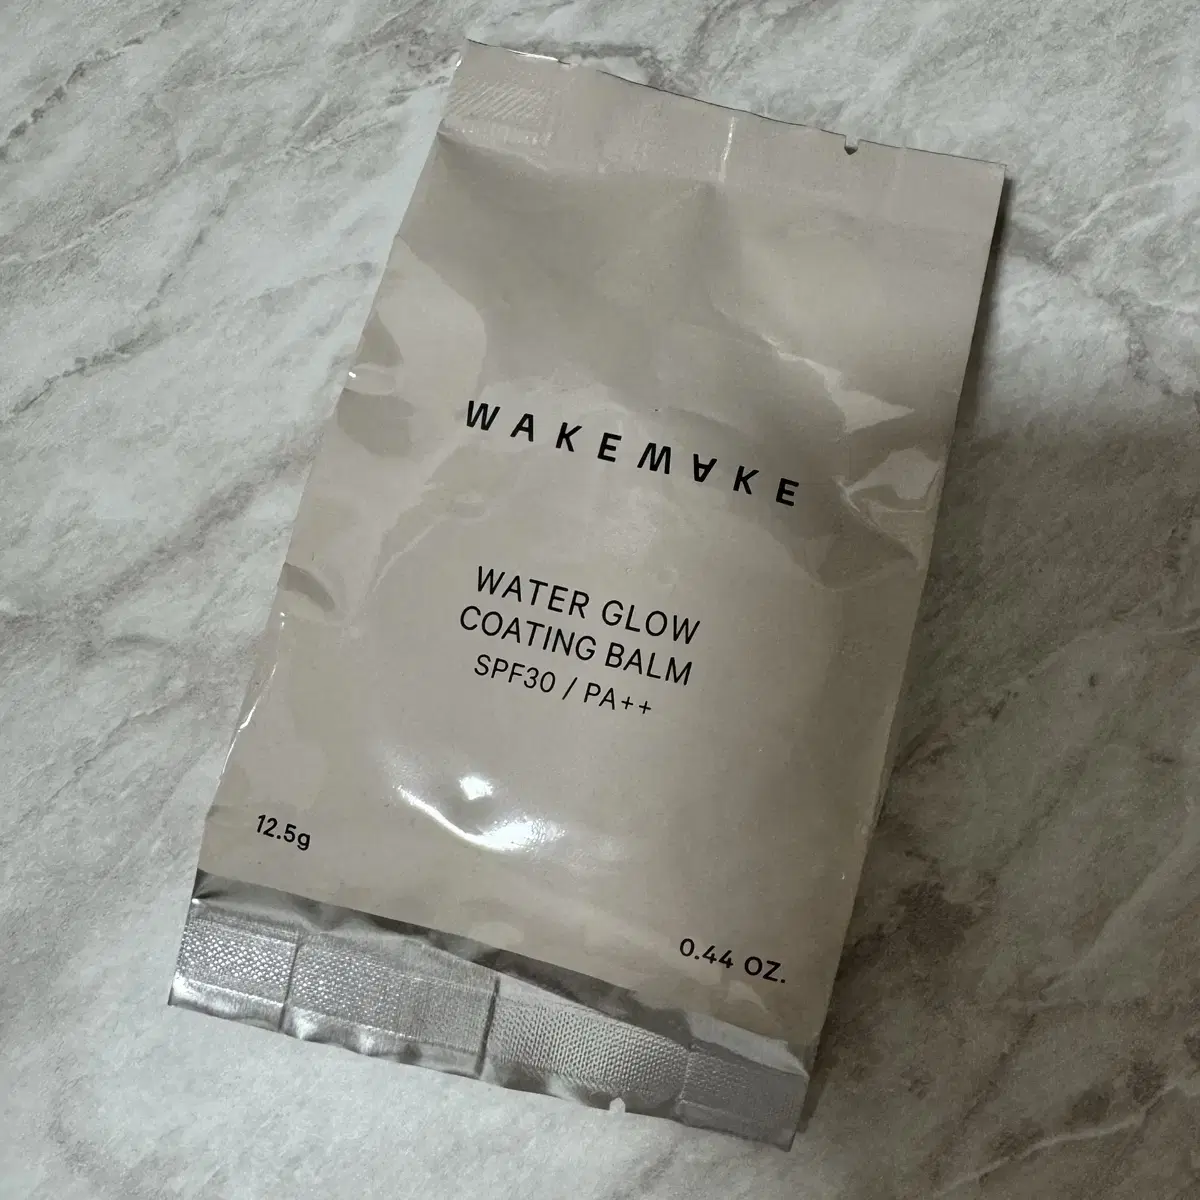 WAKEMAKE
WATER GLOW
COATING BALM
SPF30 / PA++
12.5g
0.44 OZ.